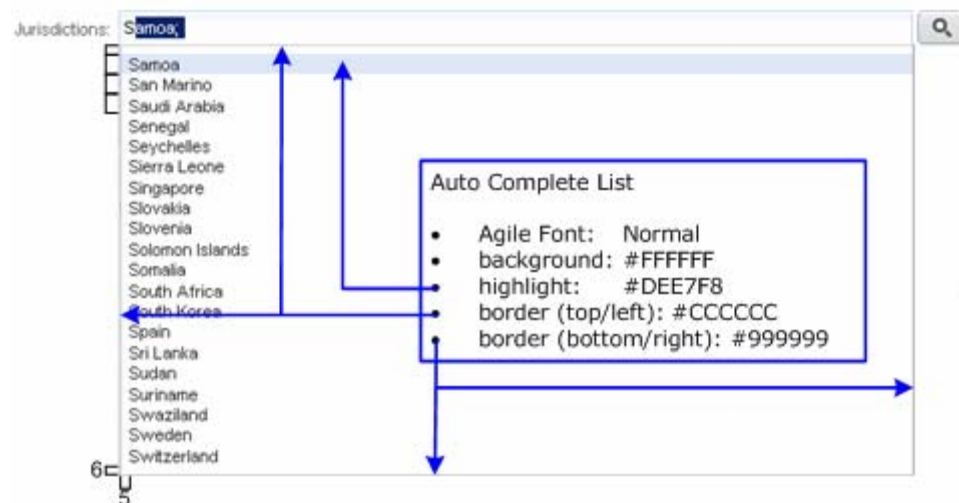 Jurisdictions: Samoa;
Samoa
San Marino
Saudi Arabia
Senegal
Seychelles
Sierra Leone
Singapore
Slovakia
Slovenia
Solomon Islands
Somalia
South Africa
South Korea
Spain
Sri Lanka
Sudan
Suriname
Swaziland
Sweden
Switzerland
Auto Complete List
• Agile Font: Normal
• background: #FFFFFF
• highlight: #DEE7F8
• border (top/left): #CCCCCC
• border (bottom/right): #999999
6
5